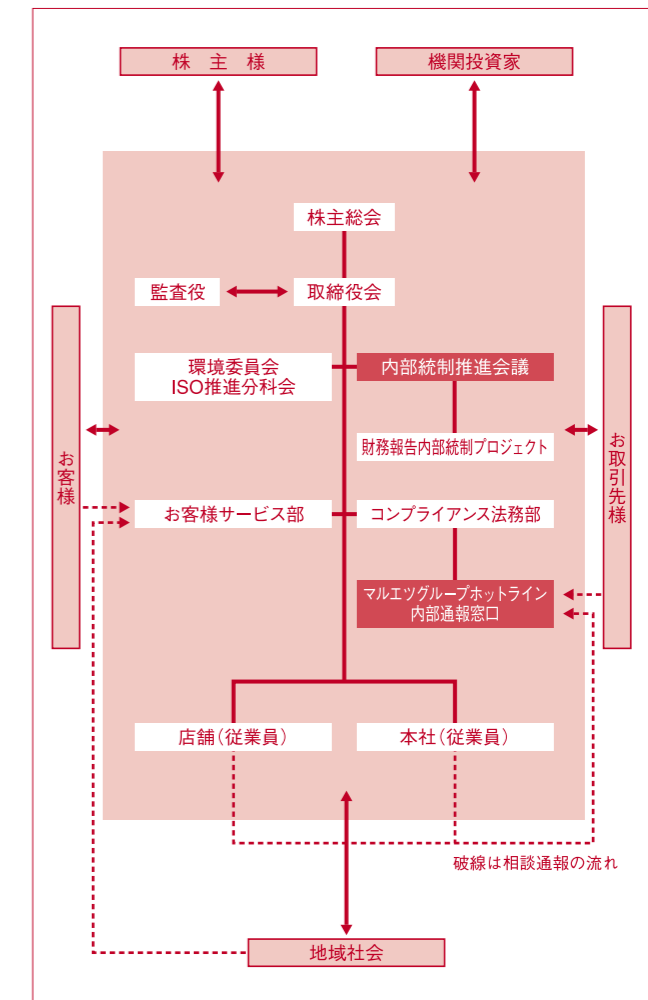 株 主 様
機関投資家
株主総会
監査役
取締役会
環境委員会
ISO推進分科会
内部統制推進会議
財務報告内部統制プロジェクト
お客様
お取引先様
お客様サービス部
コンプライアンス法務部
マルエツグループホットライン
内部通報窓口
店舗(従業員)
本社(従業員)
破線は相談通報の流れ
地域社会